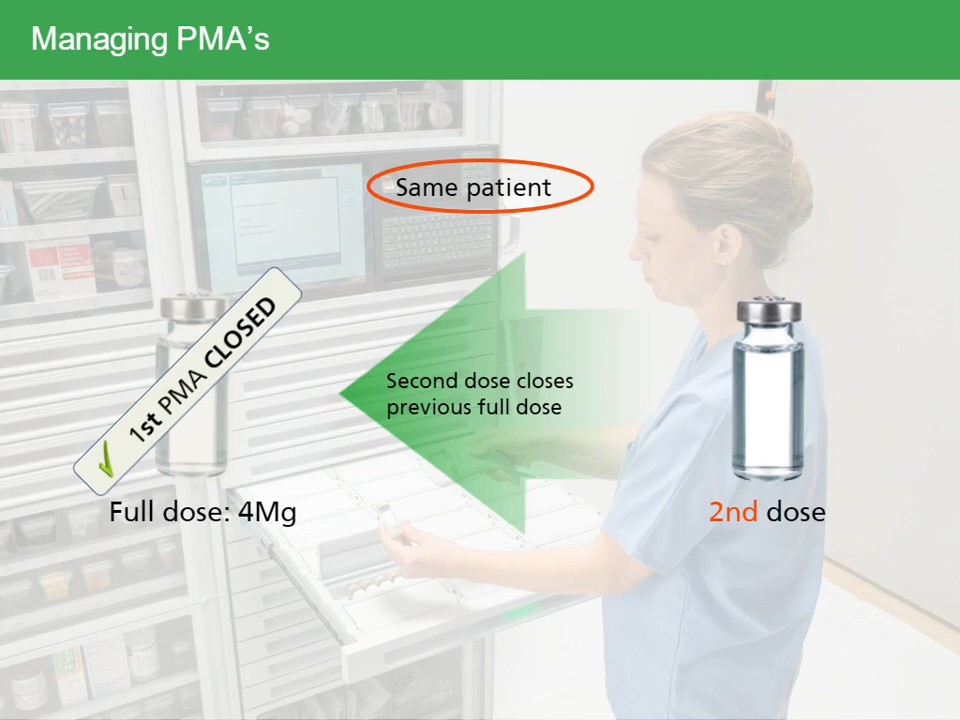 Managing PMA's
Same patient
1st PMA CLOSED
Second dose closes
previous full dose
Full dose: 4Mg
2nd dose